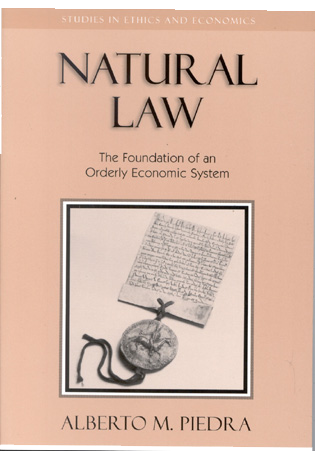 STUDIES IN ETHICS AND ECONOMICS
NATURAL
LAW
The Foundation of an
Orderly Economic System
ALBERTO M. PIEDRA